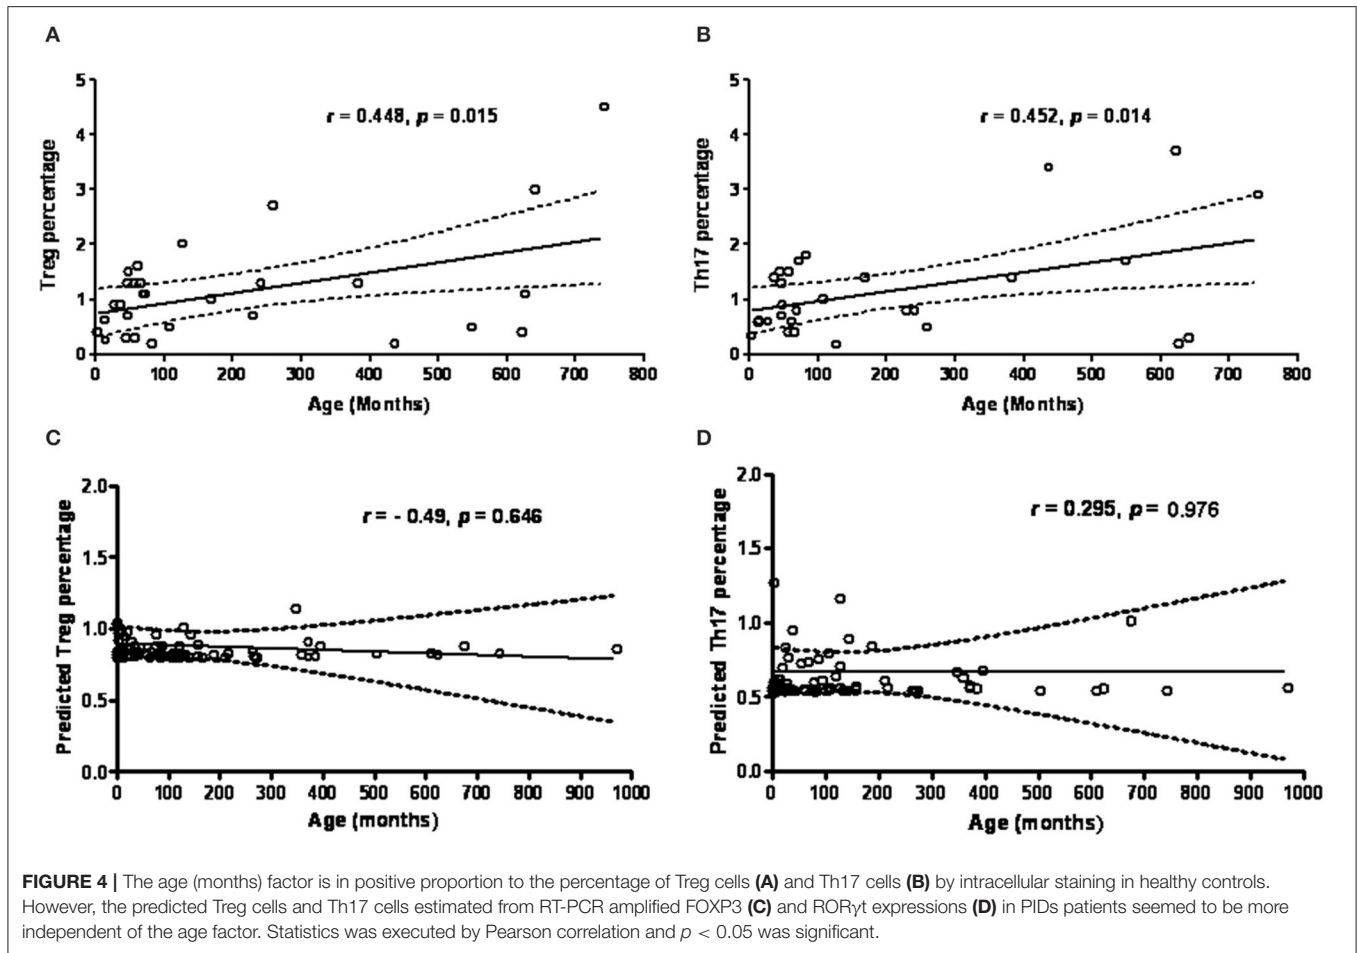 A
5
4
3
2
1
0
Treg percentage
r = 0.448, p = 0.015
0 100 200 300 400 500 600 700 800
Age (Months)
B
5
4
3
2
1
0
Th17 percentage
r = 0.452, p = 0.014
0 100 200 300 400 500 600 700 800
Age (Months)
C
2.0
1.5
1.0
0.5
0.0
Predicted Treg percentage
r = - 0.49, p = 0.646
0 100 200 300 400 500 600 700 800 900 1000
Age (months)
D
2.0
1.5
1.0
0.5
0.0
Predicted Th17 percentage
r = 0.295, p = 0.976
0 100 200 300 400 500 600 700 800 900 1000
Age (months)
FIGURE 4 | The age (months) factor is in positive proportion to the percentage of Treg cells (A) and Th17 cells (B) by intracellular staining in healthy controls.
However, the predicted Treg cells and Th17 cells estimated from RT-PCR amplified FOXP3 (C) and RORγt expressions (D) in PIDs patients seemed to be more
independent of the age factor. Statistics was executed by Pearson correlation and p < 0.05 was significant.